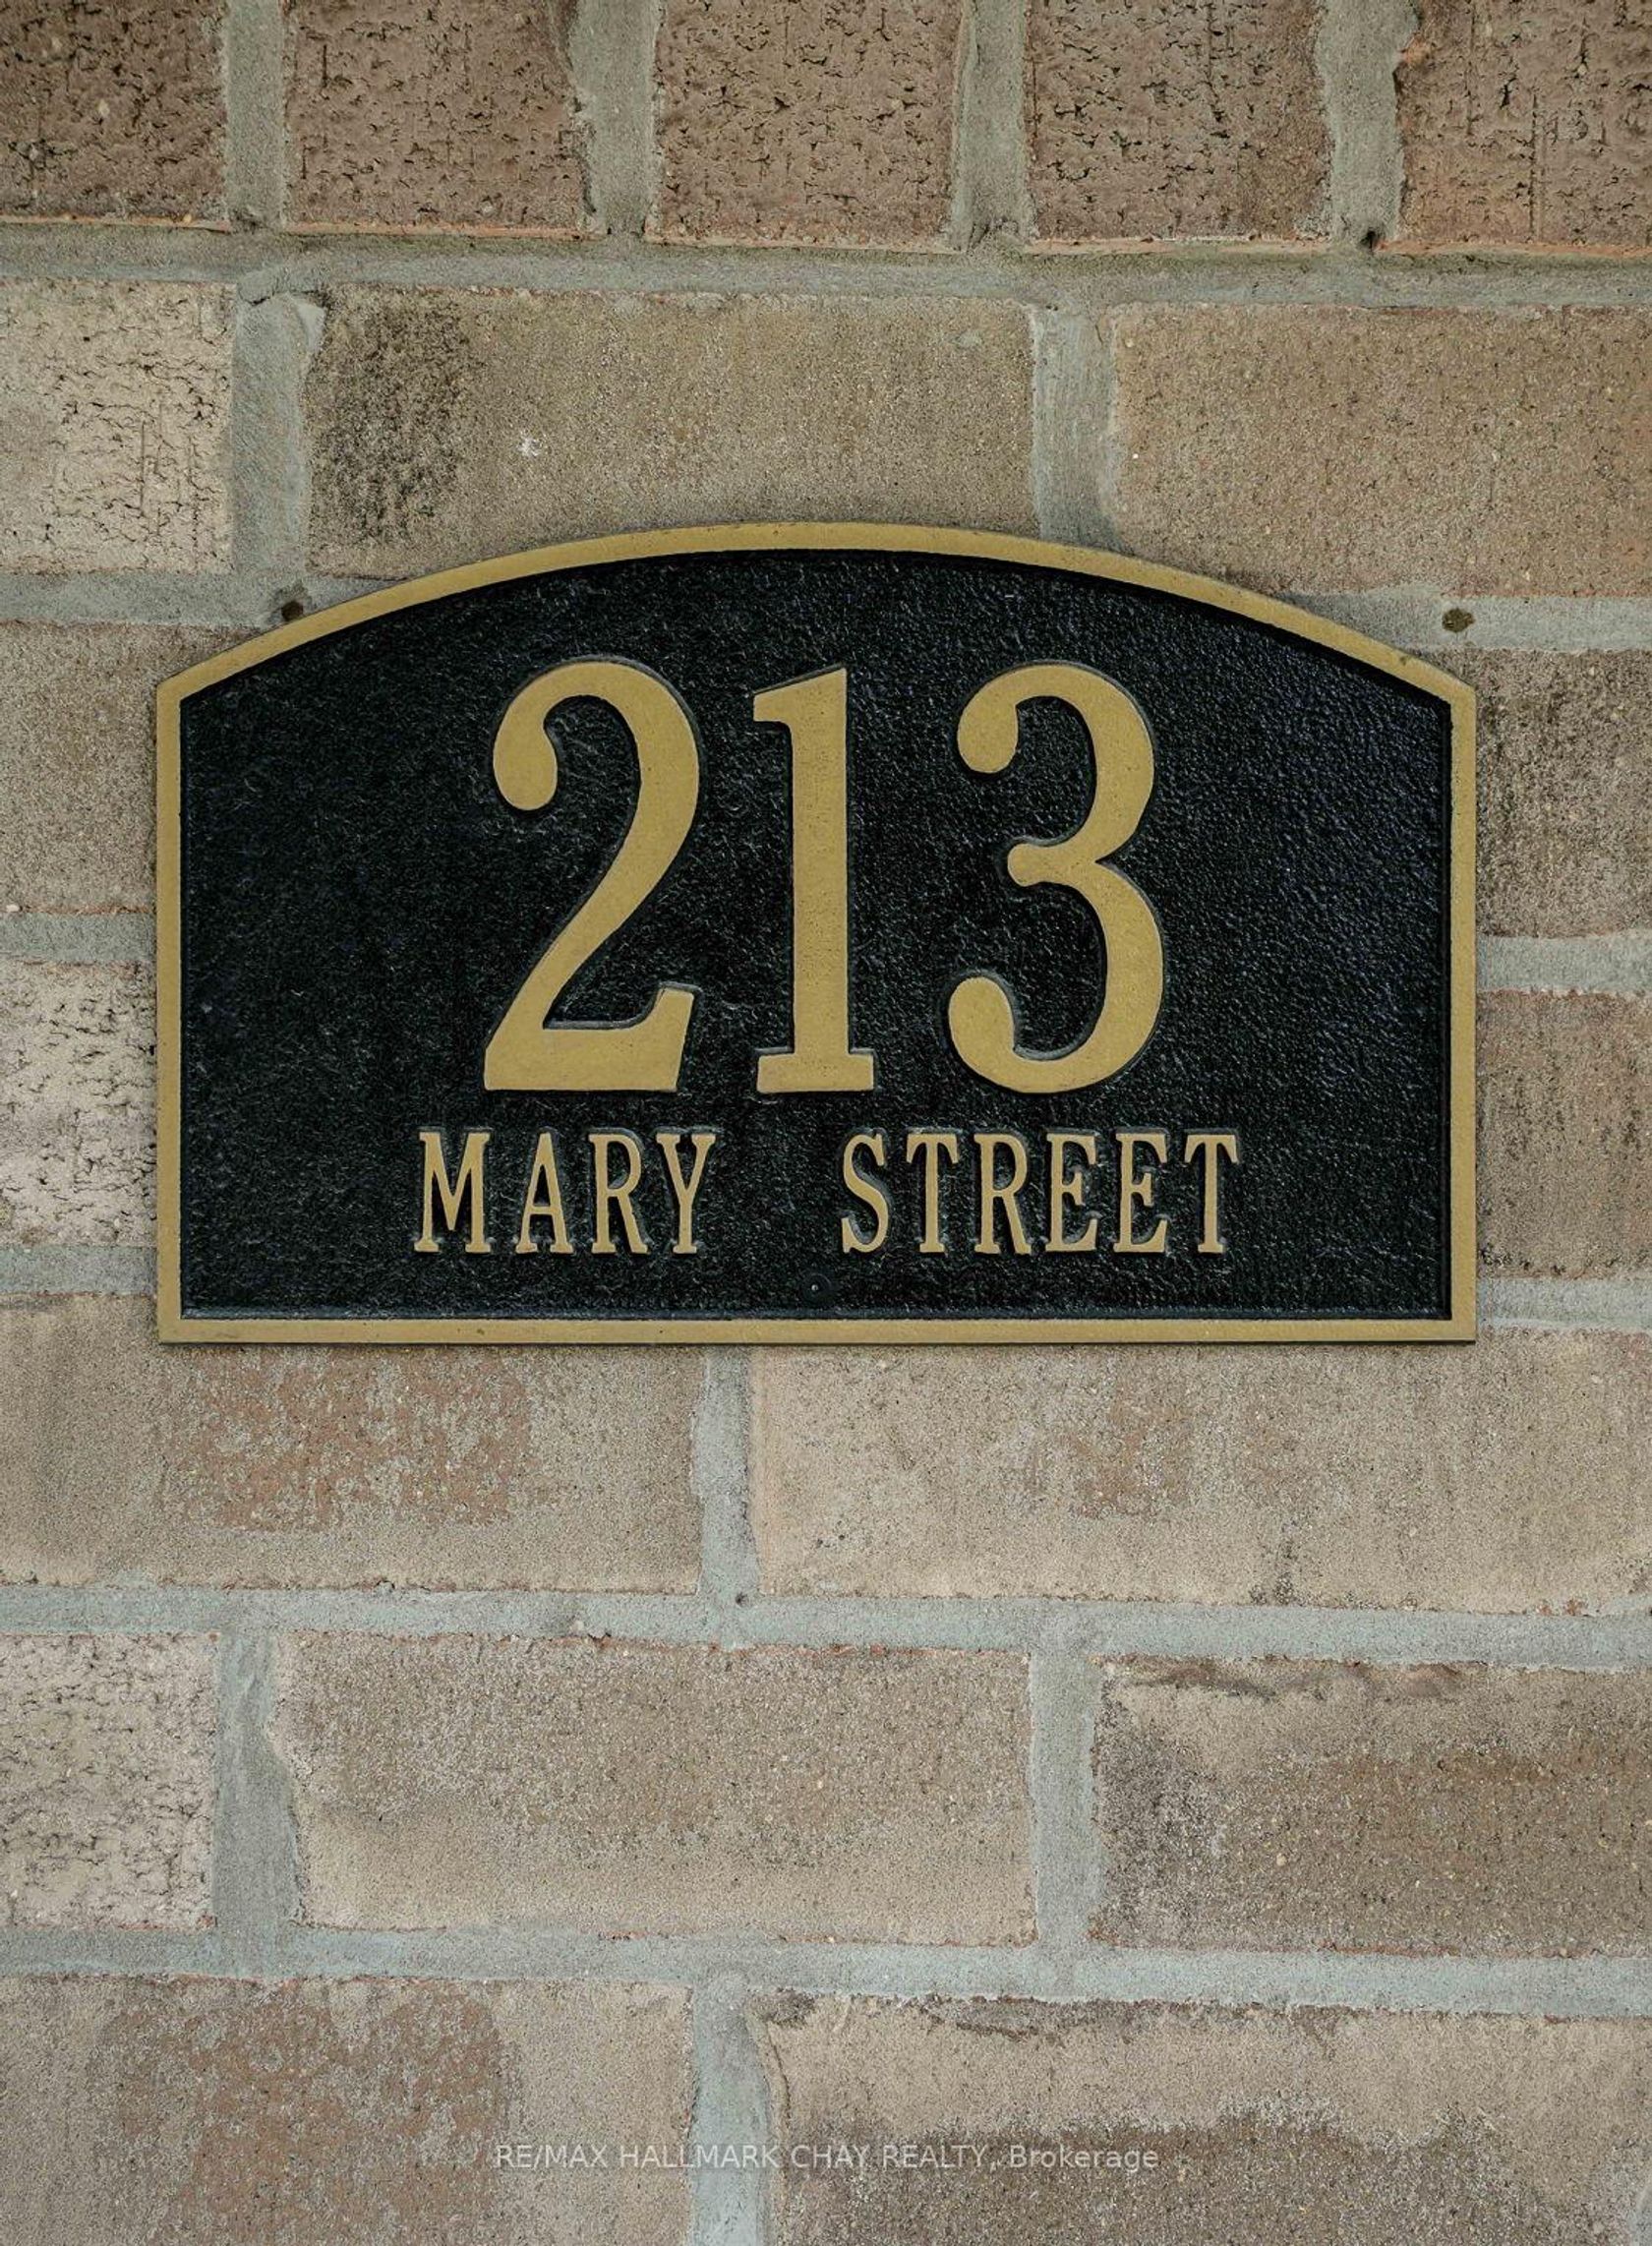 213
MARY STREET
RE/MAX HALLMARK CHAY REALTY, Brokerage